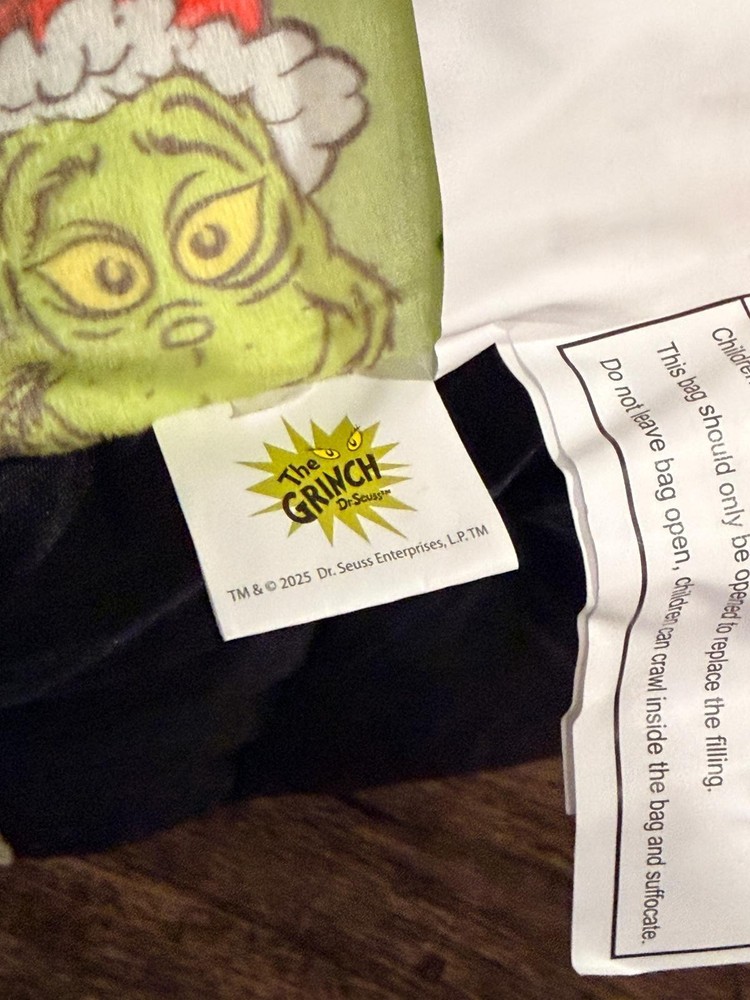 The
GRINCH
Dr. Seuss™
TM & © 2025 Dr. Seuss Enterprises, L.P.TM
This bag should only be opened to replace the filling.
Do not leave bag open, children can crawl inside the bag and suffocate.